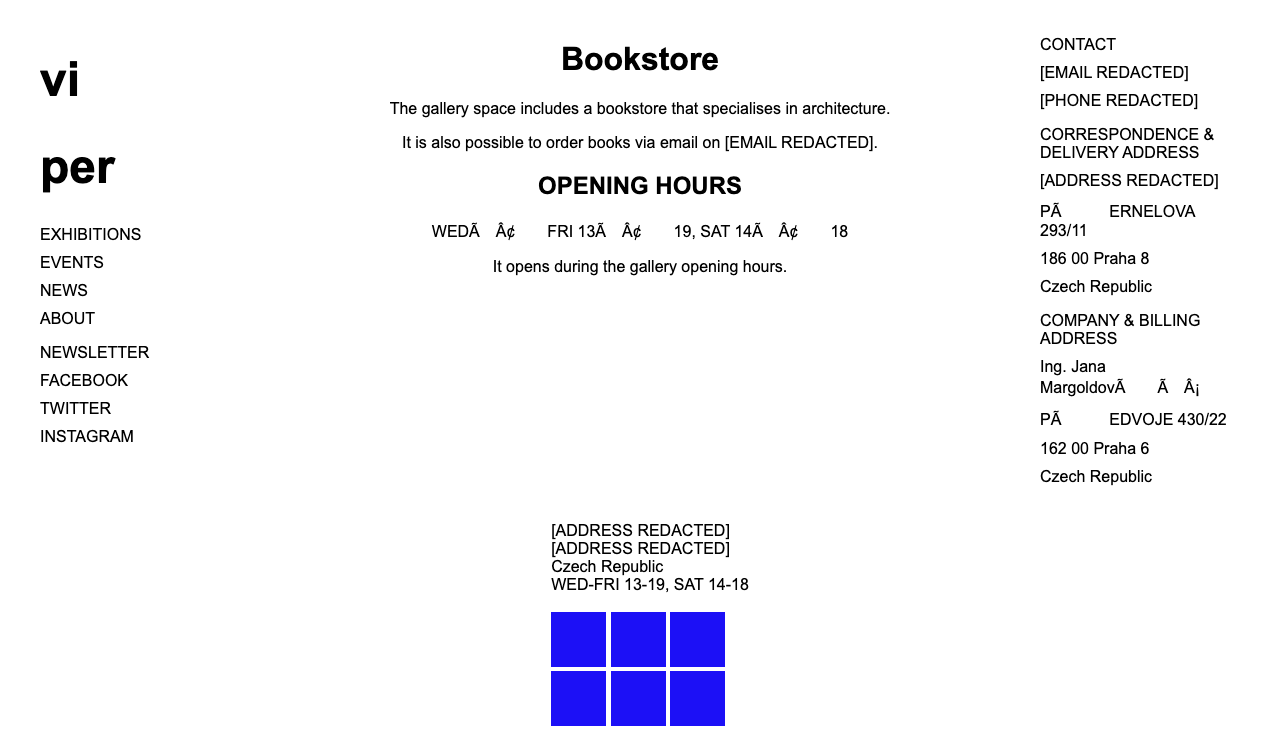 vi
per
EXHIBITIONS
EVENTS
NEWS
ABOUT
NEWSLETTER
FACEBOOK
TWITTER
INSTAGRAM
Bookstore
The gallery space includes a bookstore that specialises in architecture.
It is also possible to order books via email on [EMAIL REDACTED].
OPENING HOURS
WEDÃ Â¢ FRI 13Ã Â¢ 19, SAT 14Ã Â¢ 18
It opens during the gallery opening hours.
CONTACT
[EMAIL REDACTED]
[PHONE REDACTED]
CORRESPONDENCE &
DELIVERY ADDRESS
[ADDRESS REDACTED]
PÃ ERNELOVA
293/11
186 00 Praha 8
Czech Republic
COMPANY & BILLING
ADDRESS
Ing. Jana
MargoldovÃ Ã Â¡
PÃ EDVOJE 430/22
162 00 Praha 6
Czech Republic
[ADDRESS REDACTED]
[ADDRESS REDACTED]
Czech Republic
WED-FRI 13-19, SAT 14-18